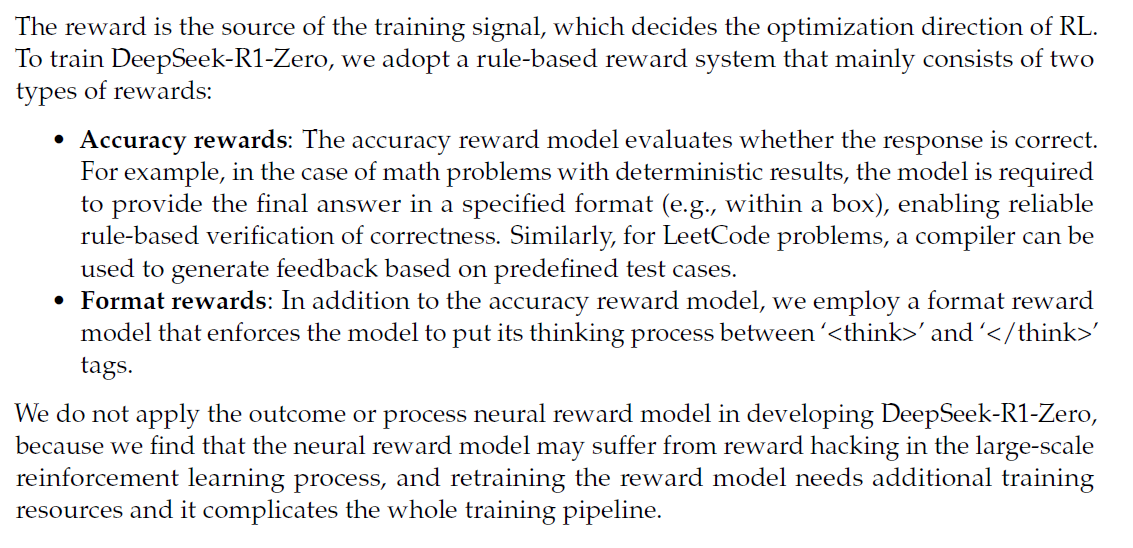 The reward is the source of the training signal, which decides the optimization direction of RL.
To train DeepSeek-R1-Zero, we adopt a rule-based reward system that mainly consists of two
types of rewards:
• Accuracy rewards: The accuracy reward model evaluates whether the response is correct.
For example, in the case of math problems with deterministic results, the model is required
to provide the final answer in a specified format (e.g., within a box), enabling reliable
rule-based verification of correctness. Similarly, for LeetCode problems, a compiler can be
used to generate feedback based on predefined test cases.
• Format rewards: In addition to the accuracy reward model, we employ a format reward
model that enforces the model to put its thinking process between ‘<think>’ and ‘</think>’
tags.
We do not apply the outcome or process neural reward model in developing DeepSeek-R1-Zero,
because we find that the neural reward model may suffer from reward hacking in the large-scale
reinforcement learning process, and retraining the reward model needs additional training
resources and it complicates the whole training pipeline.